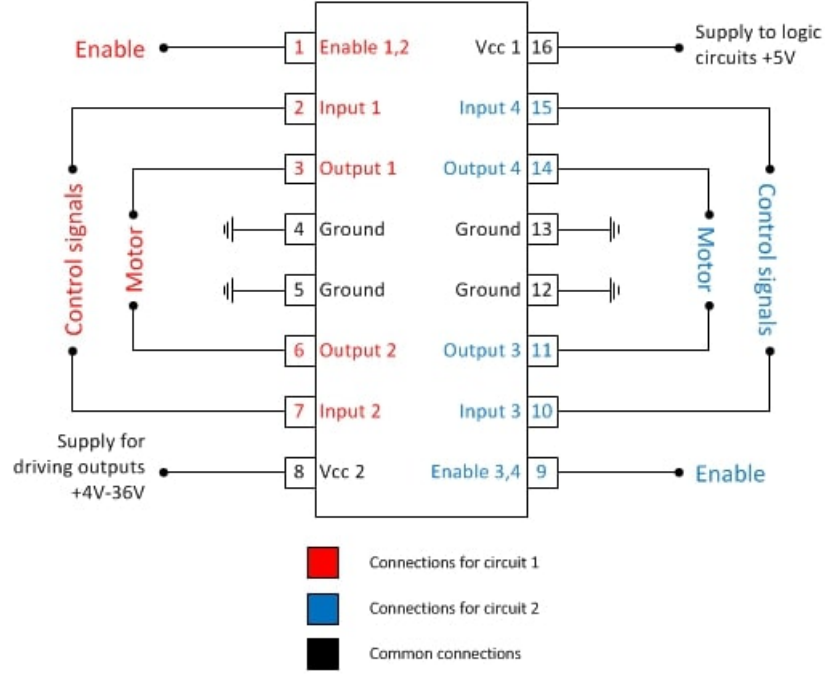 Enable
1 Enable 1,2
Vcc 1 16
Supply to logic
circuits +5V
2 Input 1
Input 4 15
3 Output 1
Output 4 14
Control signals
Motor
4 Ground
Ground 13
Motor
Control signals
5 Ground
Ground 12
6 Output 2
Output 3 11
7 Input 2
Input 3 10
Supply for
driving outputs
+4V-36V
8 Vcc 2
Enable 3,4 9
Enable
Connections for circuit 1
Connections for circuit 2
Common connections